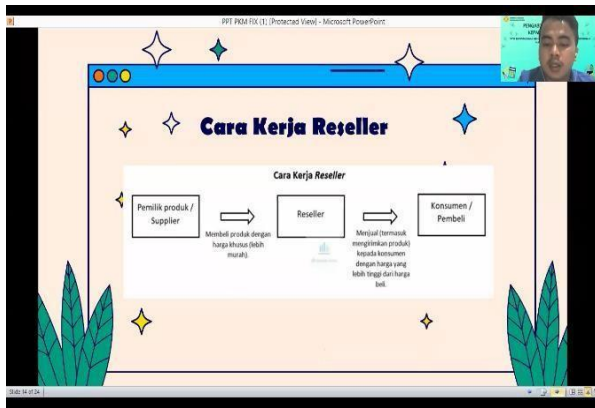 PPT PKM FIX (1) [Protected View] - Microsoft PowerPoint
Cara Kerja Reseller
Cara Kerja Reseller
Pemilik produk /
Supplier
Membeli produk dengan
harga khusus (lebih
murah).
Reseller
Menjual (termasuk
mengirimkan produk)
kepada konsumen
dengan harga yang
lebih tinggi dari harga
beli.
Konsumen /
Pembeli
Slide 14 of 24